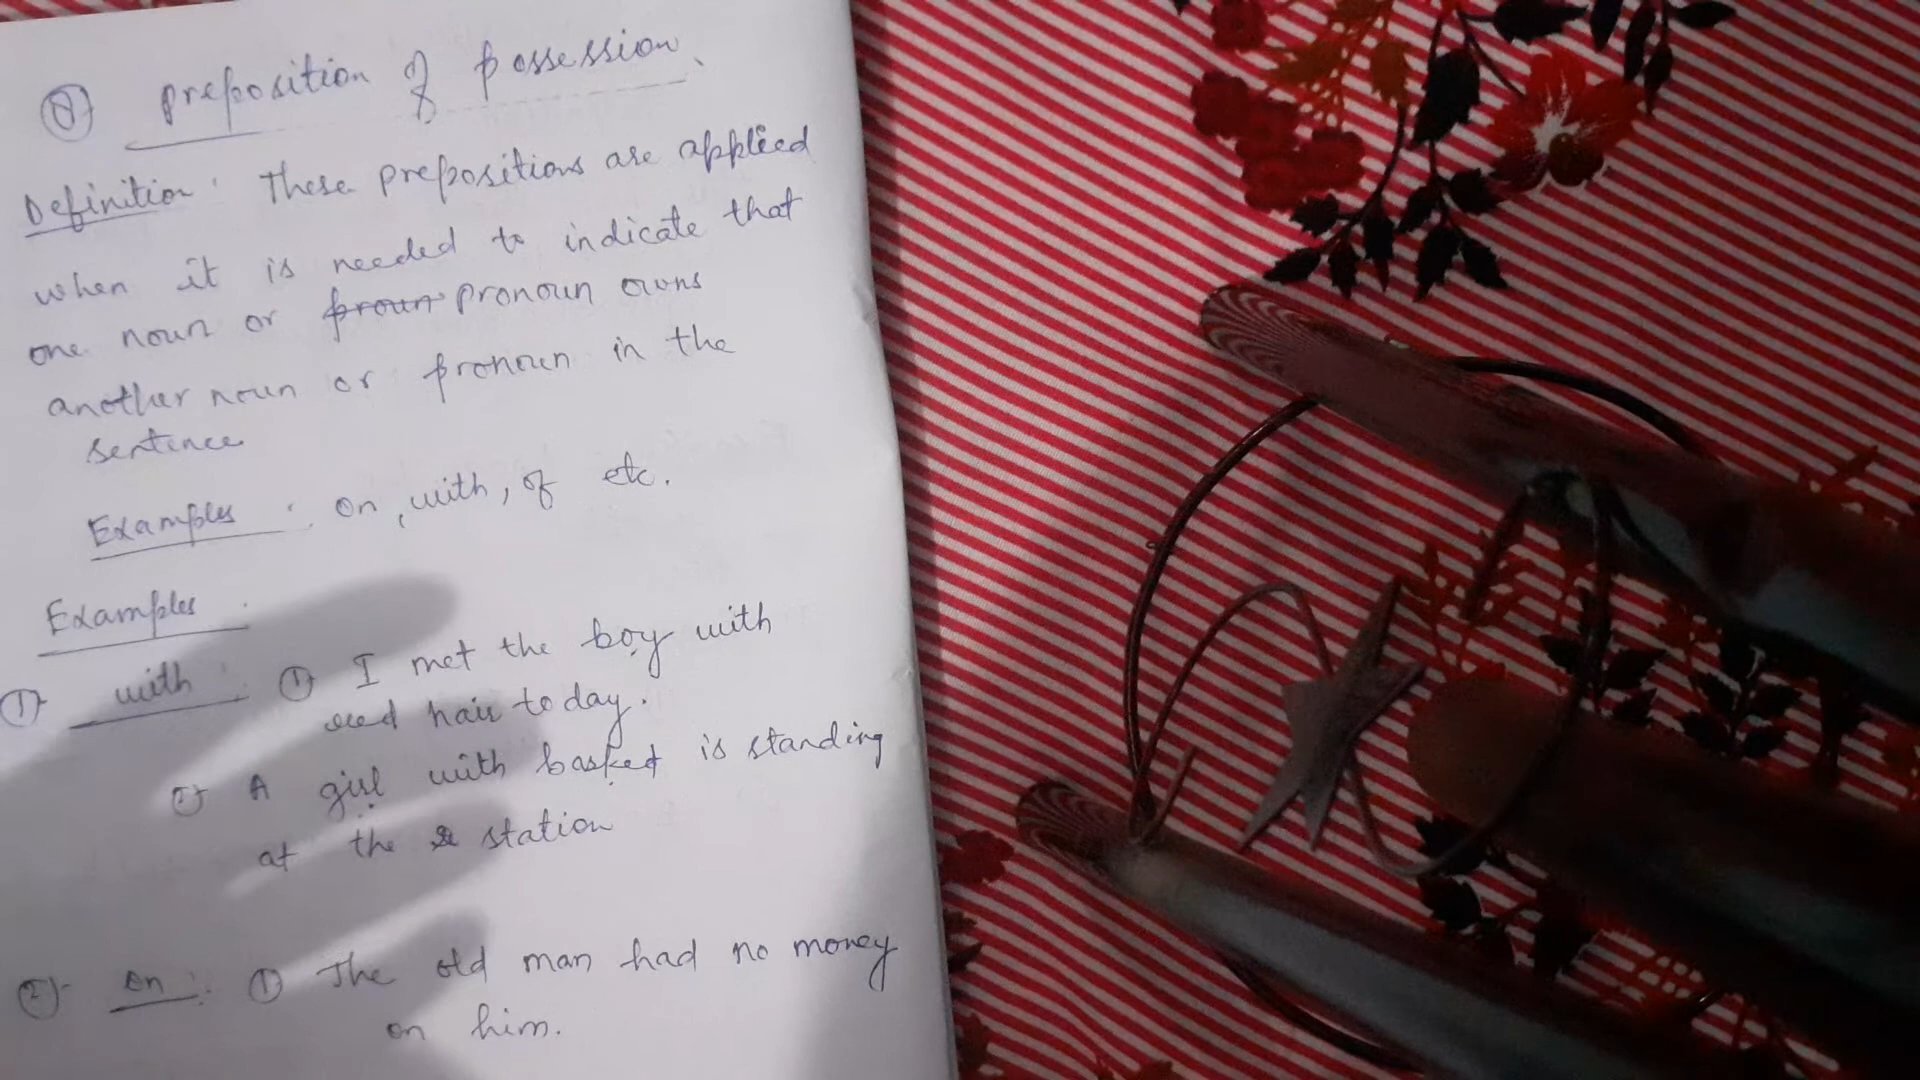 8) preposition of possession.
Definition: These prepositions are applied
when it is needed to indicate that
one noun or proun pronoun owns
another noun or pronoun in the
sentence
Examples: on, with, of etc.
Examples:
1) with: 1) I met the boy with
red hair today.
2) A girl with basket is standing
at the station
2) on: 1) The old man had no money
on him.